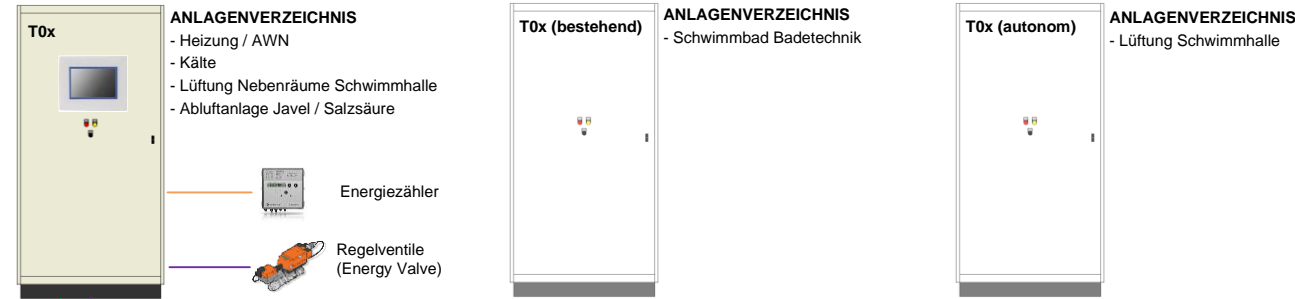 T0x
ANLAGENVERZEICHNIS
- Heizung / AWN
- Kälte
- Lüftung Nebenräume Schwimmhalle
- Abluftanlage Javel / Salzsäure
Energiezähler
Regelventile
(Energy Valve)
T0x (bestehend)
ANLAGENVERZEICHNIS
- Schwimmbad Badetechnik
T0x (autonom)
ANLAGENVERZEICHNIS
- Lüftung Schwimmhalle